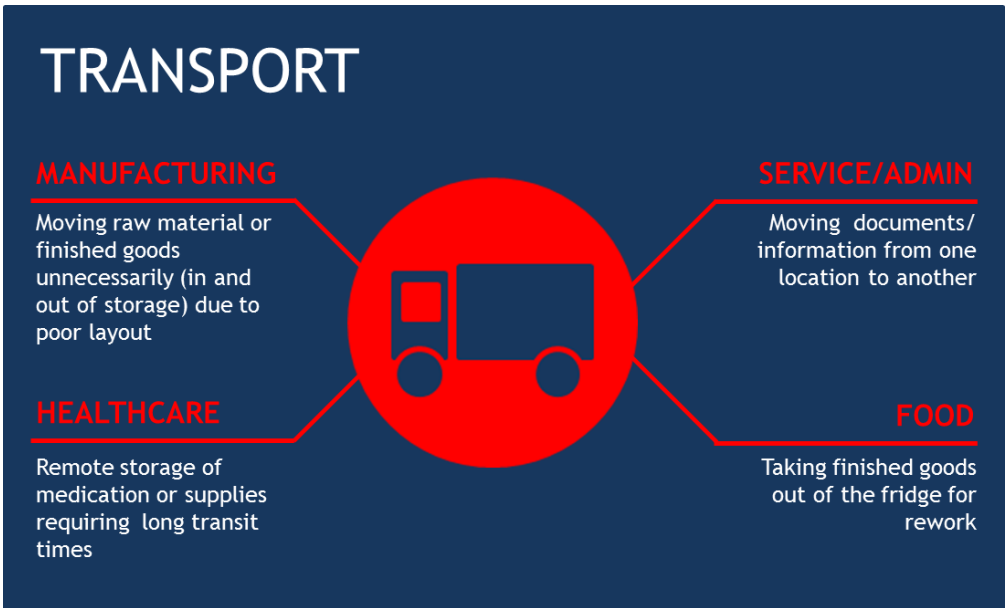 TRANSPORT
MANUFACTURING
Moving raw material or
finished goods
unnecessarily (in and
out of storage) due to
poor layout
SERVICE/ADMIN
Moving documents/
information from one
location to another
HEALTHCARE
Remote storage of
medication or supplies
requiring long transit
times
FOOD
Taking finished goods
out of the fridge for
rework